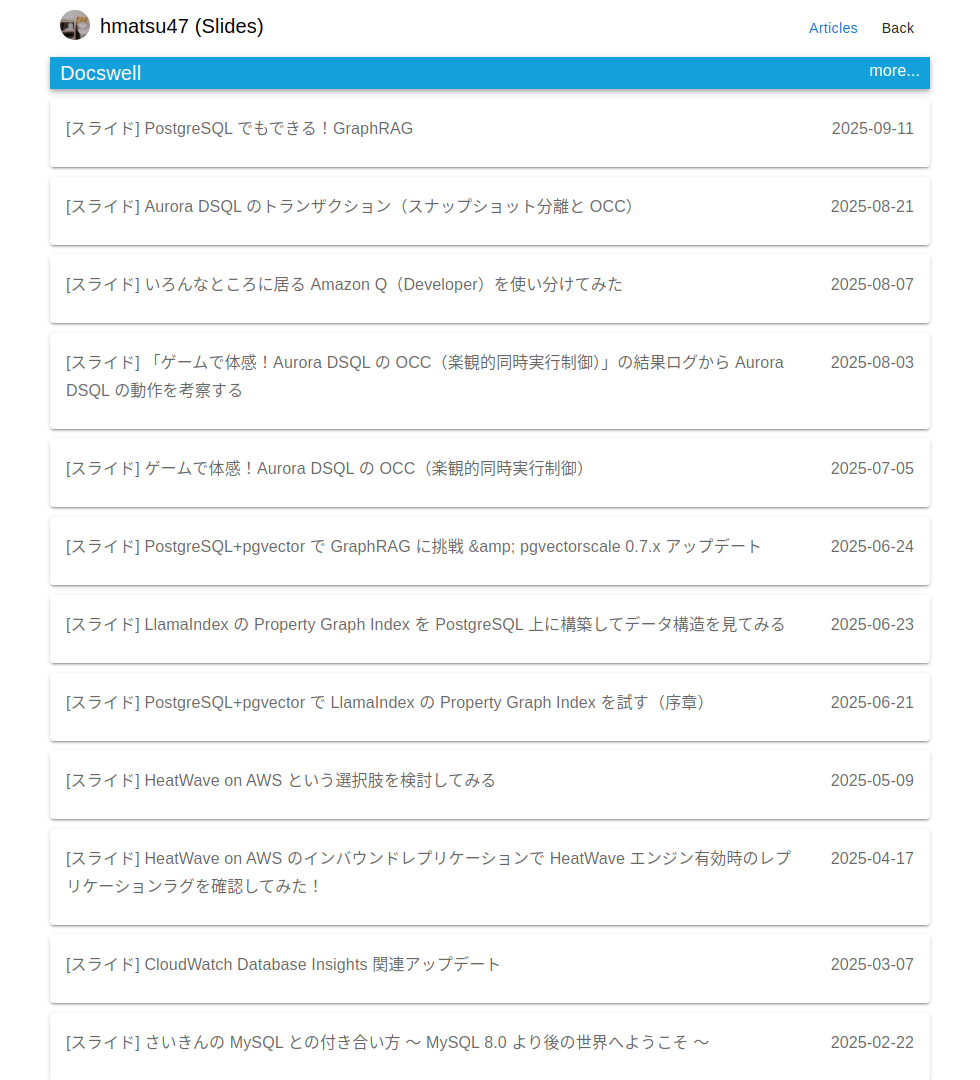 hmatsu47 (Slides)
Articles
Back
Docswell
more...
[スライド] PostgreSQL でもできる！GraphRAG
2025-09-11
[スライド] Aurora DSQL のトランザクション（スナップショット分離と OCC）
2025-08-21
[スライド] いろんなところに居る Amazon Q（Developer）を使い分けてみた
2025-08-07
[スライド] 「ゲームで体感！Aurora DSQL の OCC（楽観的同時実行制御）」の結果ログから Aurora
DSQL の動作を考察する
2025-08-03
[スライド] ゲームで体感！Aurora DSQL の OCC（楽観的同時実行制御）
2025-07-05
[スライド] PostgreSQL+pgvector で GraphRAG に挑戦 &amp; pgvectorscale 0.7.x アップデート
2025-06-24
[スライド] LlamaIndex の Property Graph Index を PostgreSQL 上に構築してデータ構造を見てみる
2025-06-23
[スライド] PostgreSQL+pgvector で LlamaIndex の Property Graph Index を試す（序章）
2025-06-21
[スライド] HeatWave on AWS という選択肢を検討してみる
2025-05-09
[スライド] HeatWave on AWS のインバウンドレプリケーションで HeatWave エンジン有効時のレプ
リケーションラグを確認してみた！
2025-04-17
[スライド] CloudWatch Database Insights 関連アップデート
2025-03-07
[スライド] さいきんの MySQL との付き合い方 〜 MySQL 8.0 より後の世界へようこそ 〜
2025-02-22